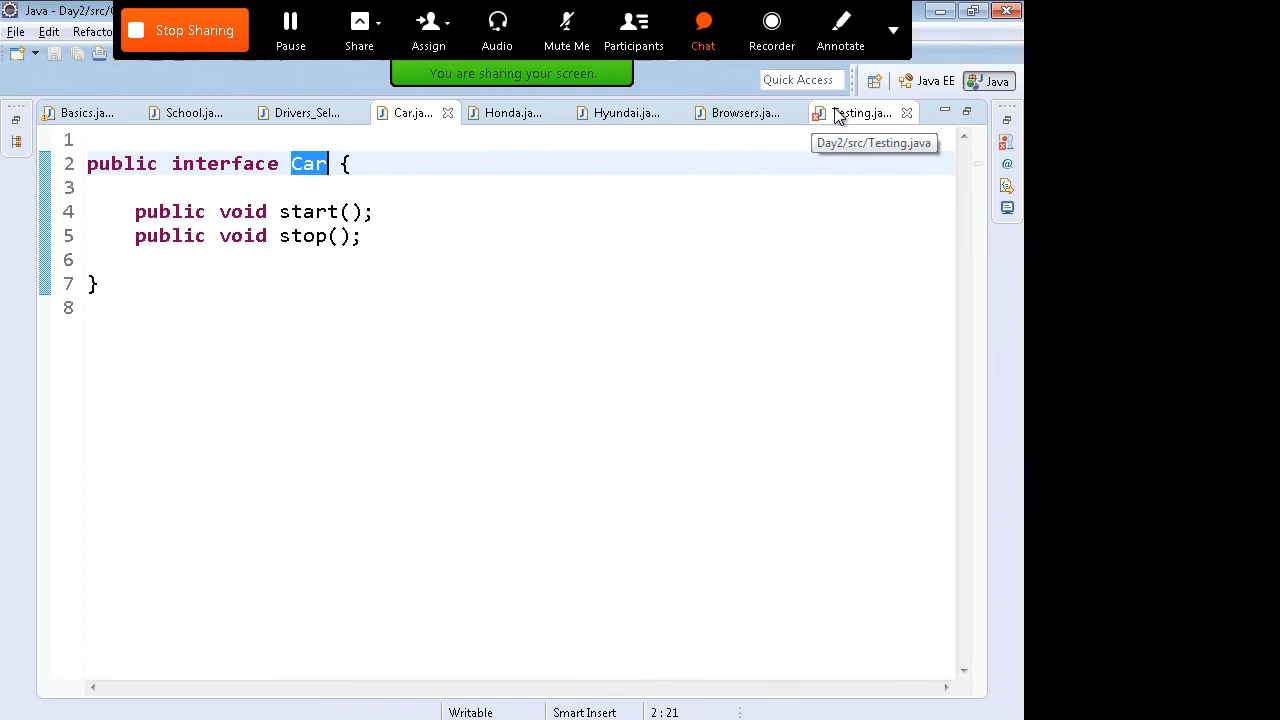 Java - Day2/src/
Stop Sharing
Pause
Share
Assign
Audio
Mute Me
Participants
Chat
Recorder
Annotate
File Edit Refacto
You are sharing your screen.
Quick Access
Java EE
Java
Basics.ja...
School.ja...
Drivers_Sel...
Car.ja...
Honda.ja...
Hyundai.ja...
Browsers.ja...
Testing.ja...
Day2/src/Testing.java
1
2 public interface Car {
3
4 public void start();
5 public void stop();
6
7 }
8
Writable
Smart Insert
2 : 21